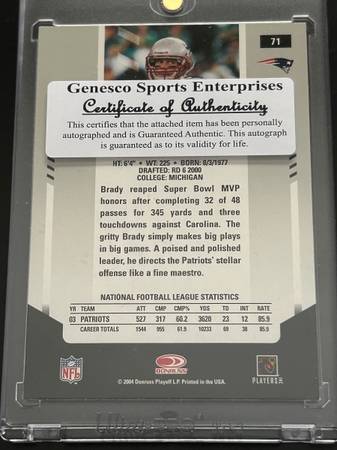 71
Genesco Sports Enterprises
Certificate of Authenticity
This certifies that the attached item has been personally
autographed and is Guaranteed Authentic. This autograph
is guaranteed as to its validity for life.
HT: 6'4" • WT: 225 • BORN: 8/3/1977
DRAFTED: RD 6 2000
COLLEGE: MICHIGAN
Brady reaped Super Bowl MVP
honors after completing 32 of 48
passes for 345 yards and three
touchdowns against Carolina. The
gritty Brady simply makes big plays
in big games. A poised and polished
leader, he directs the Patriots' stellar
offense like a fine maestro.
NATIONAL FOOTBALL LEAGUE STATISTICS
YR TEAM ATT CMP CMP% YDS TD INT RATE
03 PATRIOTS 527 317 60.2 3620 23 12 85.9
CAREER TOTALS 1544 955 61.9 10233 69 38 85.9
NFL DONRUSS PLAYERS INC
© 2004 Donruss Playoff L.P. Printed in the USA.